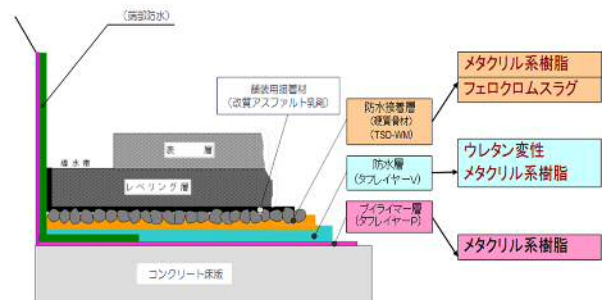 (端部防水)
舗装用接着材
(改質アスファルト乳剤)
表 層
導水帯
レベリング層
コンクリート床版
防水接着層
(硬質骨材)
(TSD-WM)
防水層
(タフレイヤーV)
プライマー層
(タフレイヤーP)
メタクリル系樹脂
フェロクロムスラグ
ウレタン変性
メタクリル系樹脂
メタクリル系樹脂